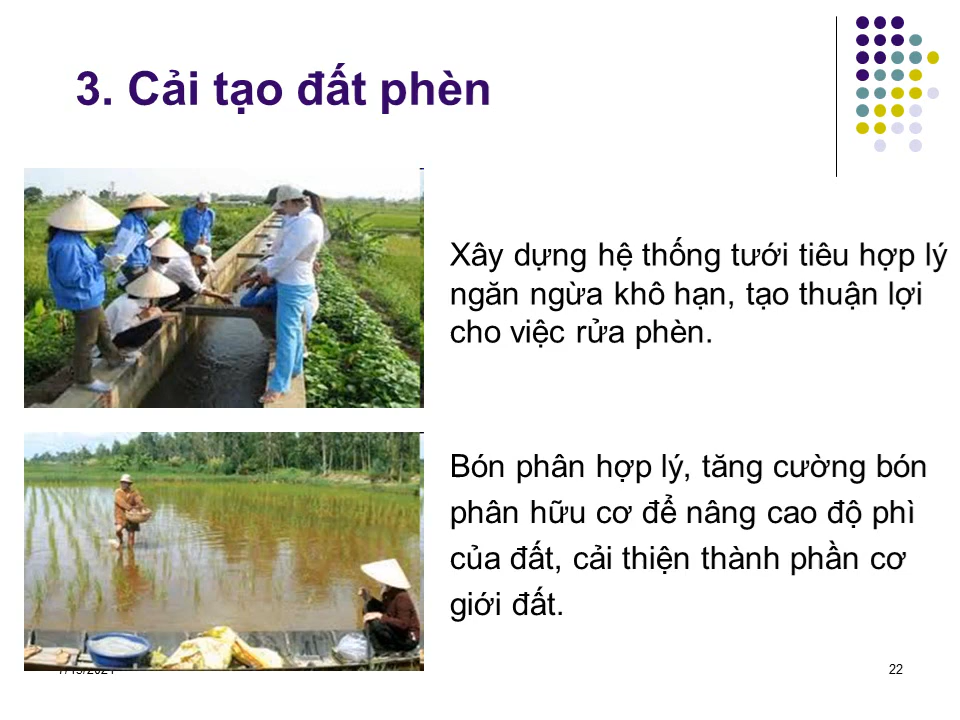 3. Cải tạo đất phèn
Xây dựng hệ thống tưới tiêu hợp lý
ngăn ngừa khô hạn, tạo thuận lợi
cho việc rửa phèn.
Bón phân hợp lý, tăng cường bón
phân hữu cơ để nâng cao độ phì
của đất, cải thiện thành phần cơ
giới đất.
22